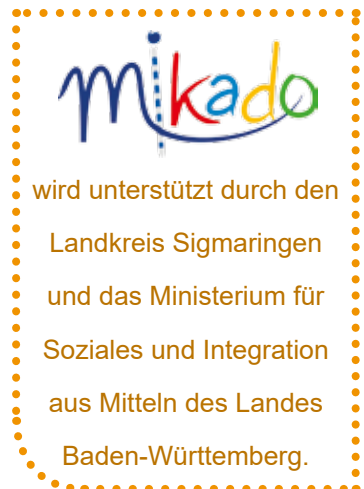 mikado
wird unterstützt durch den
Landkreis Sigmaringen
und das Ministerium für
Soziales und Integration
aus Mitteln des Landes
Baden-Württemberg.